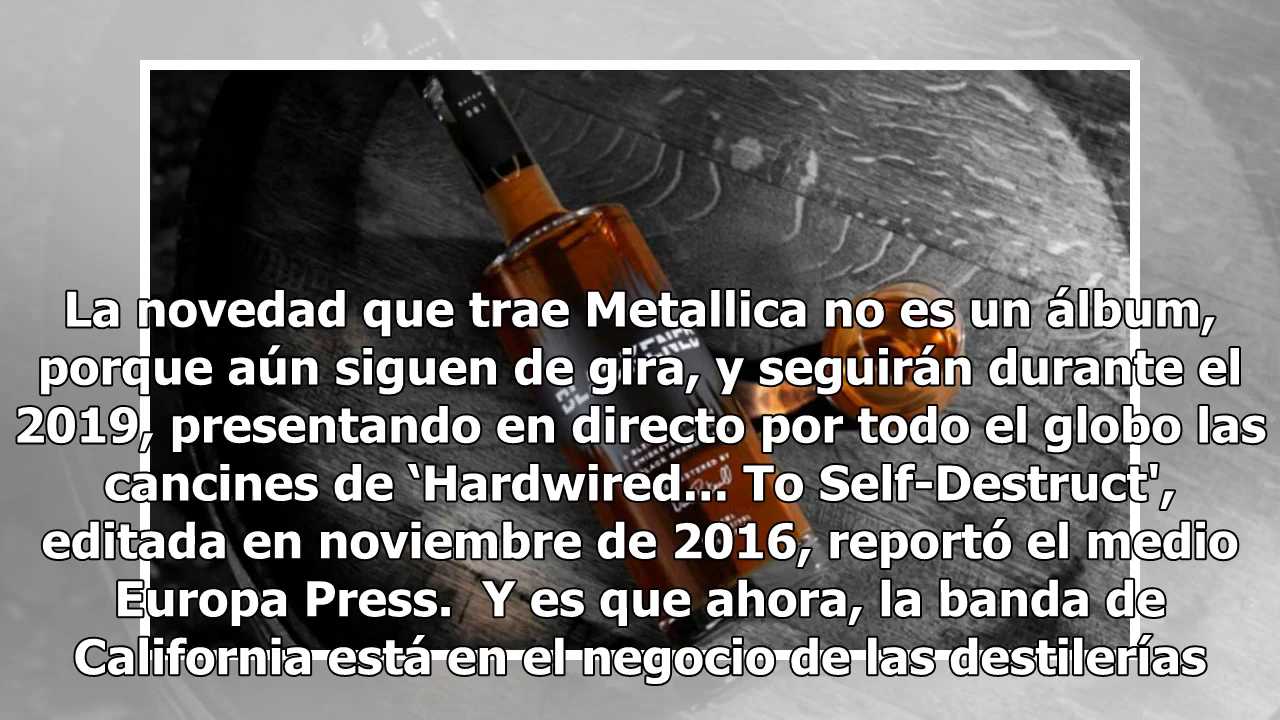 BATCH
081
La novedad que trae Metallica no es un álbum,
porque aún siguen de gira, y seguirán durante el
2019, presentando en directo por todo el globo las
cancines de ‘Hardwired... To Self-Destruct',
editada en noviembre de 2016, reportó el medio
Europa Press.  Y es que ahora, la banda de
California está en el negocio de las destilerías